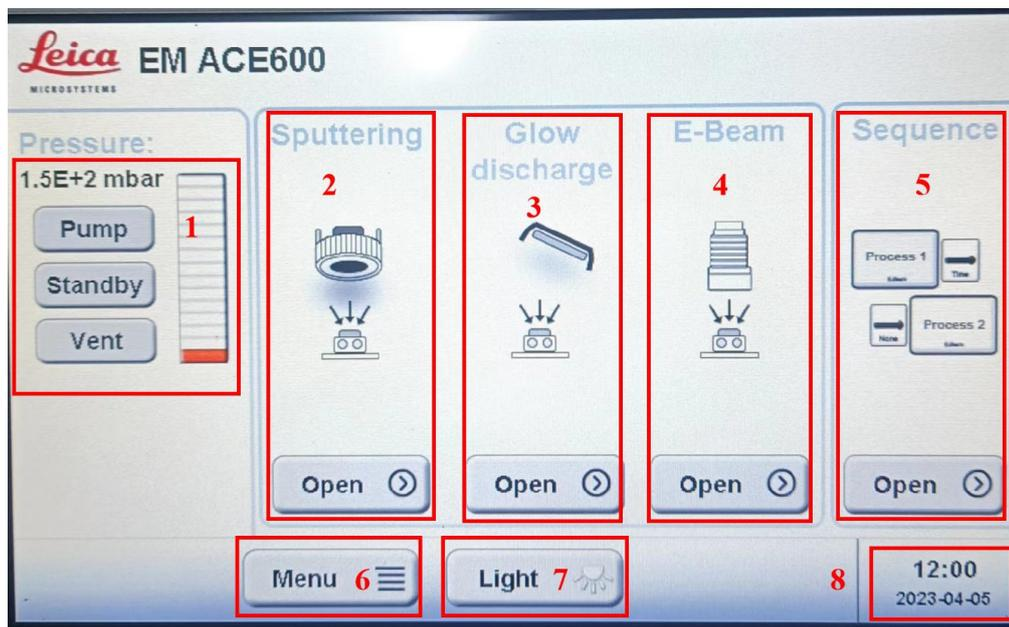 Leica
MICROSYSTEMS
EM ACE600
Pressure:
1.5E+2 mbar
1
Pump
Standby
Vent
Sputtering
2
Open
Glow
discharge
3
Open
E-Beam
4
Open
Sequence
5
Process 1
Time
None
Process 2
Open
Menu 6
Light 7
8
12:00
2023-04-05